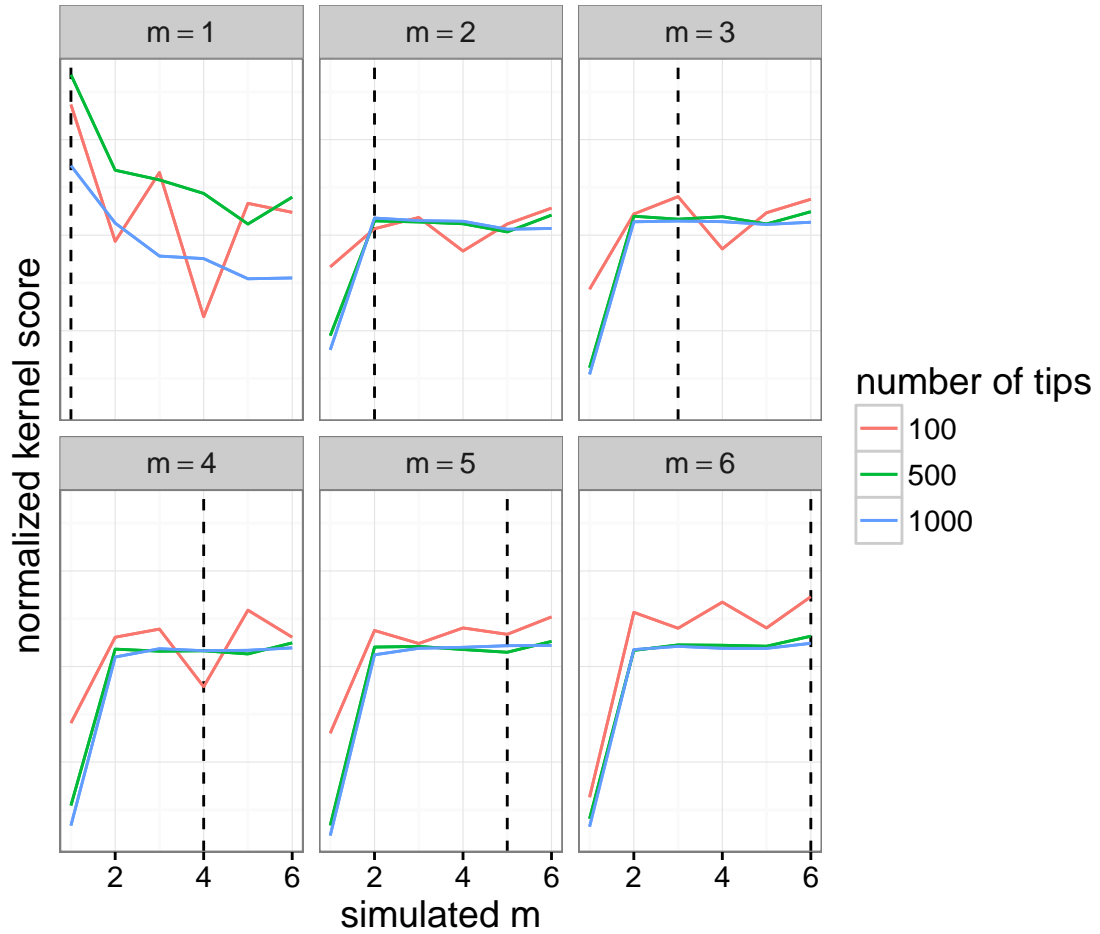 m = 1
m = 2
m = 3
normalized kernel score
m = 4
m = 5
m = 6
2
4
6
2
4
6
2
4
6
simulated m
number of tips
100
500
1000